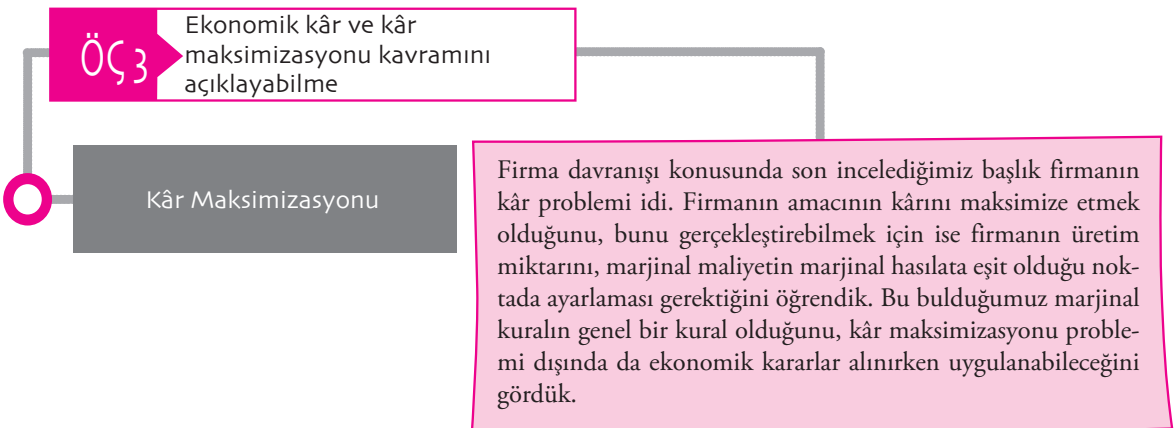 ÖÇ 3
Ekonomik kâr ve kâr
maksimizasyonu kavramını
açıklayabilme
Kâr Maksimizasyonu
Firma davranışı konusunda son incelediğimiz başlık firmanın
kâr problemi idi. Firmanın amacının kârını maksimize etmek
olduğunu, bunu gerçekleştirebilmek için ise firmanın üretim
miktarını, marjinal maliyetin marjinal hasılata eşit olduğu nok-
tada ayarlaması gerektiğini öğrendik. Bu bulduğumuz marjinal
kuralın genel bir kural olduğunu, kâr maksimizasyonu proble-
mi dışında da ekonomik kararlar alınırken uygulanabileceğini
gördük.